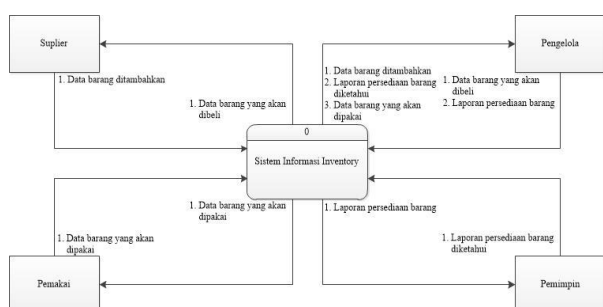 Suplier
Pengelola
1. Data barang ditambahkan
1. Data barang yang akan
dibeli
1. Data barang ditambahkan
2. Laporan persediaan barang
diketahui
3. Data barang yang akan
dipakai
1. Data barang yang akan
dibeli
2. Laporan persediaan barang
0
Sistem Informasi Inventory
1. Data barang yang akan
dipakai
1. Data barang yang akan
dipakai
1. Laporan persediaan barang
1. Laporan persediaan barang
diketahui
Pemakai
Pemimpin